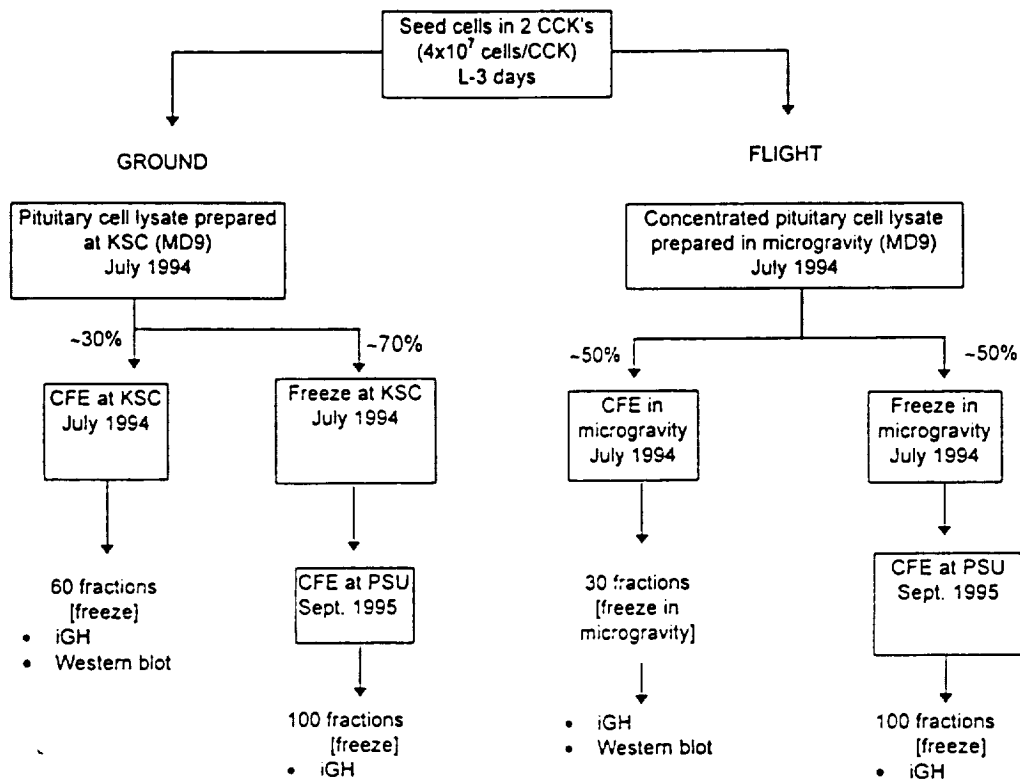 Seed cells in 2 CCK's
(4x10⁷ cells/CCK)
L-3 days
GROUND
FLIGHT
Pituitary cell lysate prepared
at KSC (MD9)
July 1994
Concentrated pituitary cell lysate
prepared in microgravity (MD9)
July 1994
~30%
~70%
~50%
~50%
CFE at KSC
July 1994
Freeze at KSC
July 1994
CFE in
microgravity
July 1994
Freeze in
microgravity
July 1994
60 fractions
[freeze]
• iGH
• Western blot
CFE at PSU
Sept. 1995
30 fractions
[freeze in
microgravity]
CFE at PSU
Sept. 1995
100 fractions
[freeze]
• iGH
• iGH
• Western blot
100 fractions
[freeze]
• iGH